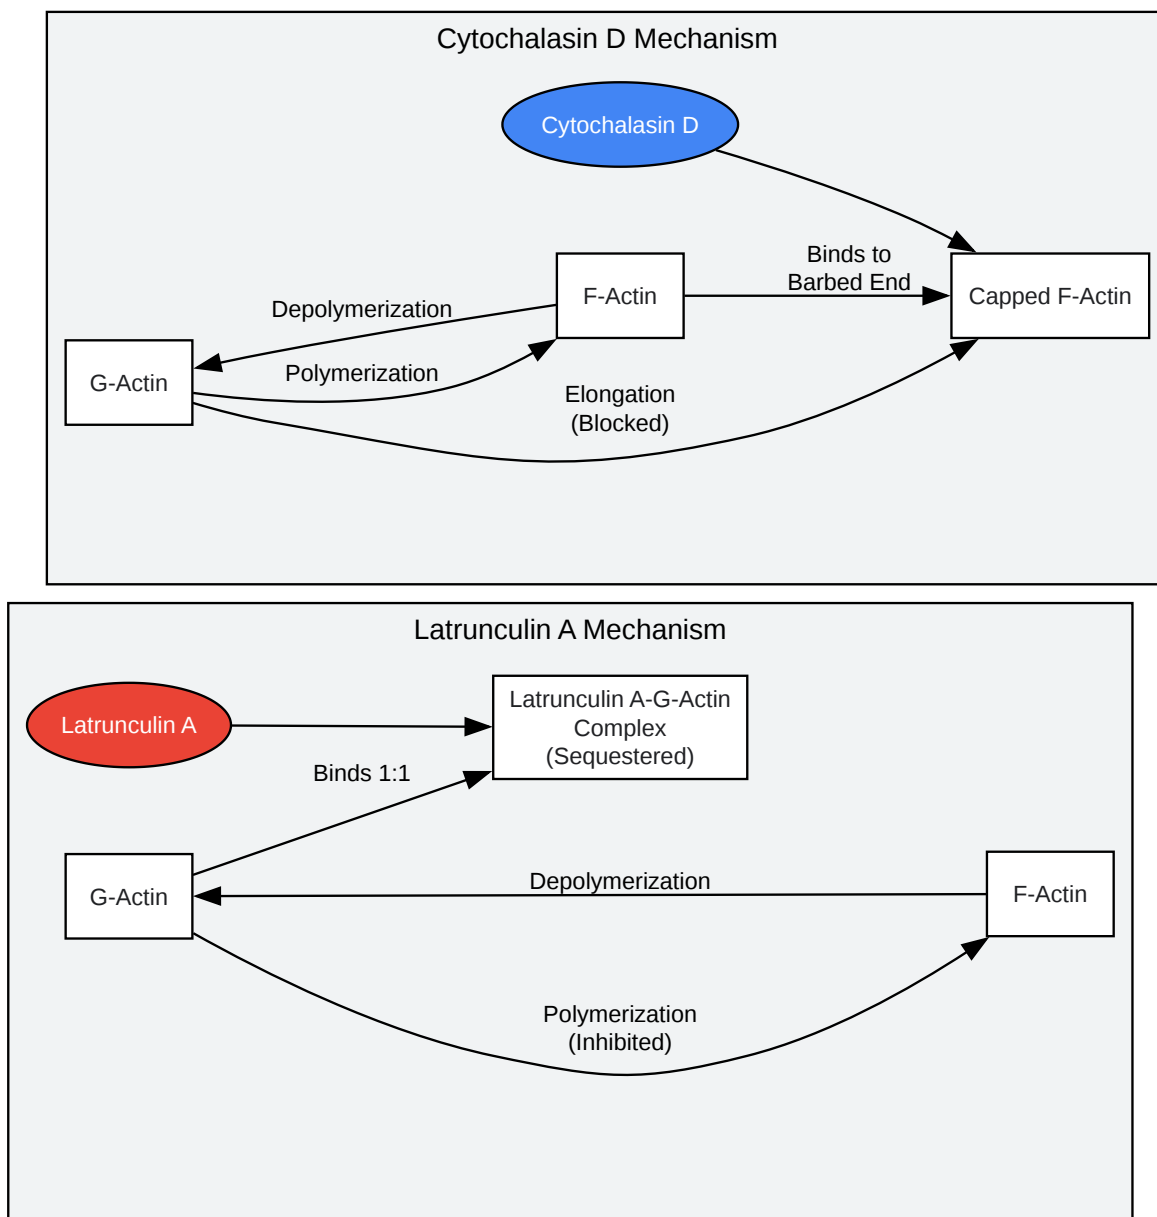 Cytochalasin D Mechanism
Cytochalasin D
Binds to
Barbed End
F-Actin
Capped F-Actin
Depolymerization
Polymerization
G-Actin
Elongation
(Blocked)
Latrunculin A Mechanism
Latrunculin A
Latrunculin A-G-Actin
Complex
(Sequestered)
Binds 1:1
G-Actin
Depolymerization
F-Actin
Polymerization
(Inhibited)